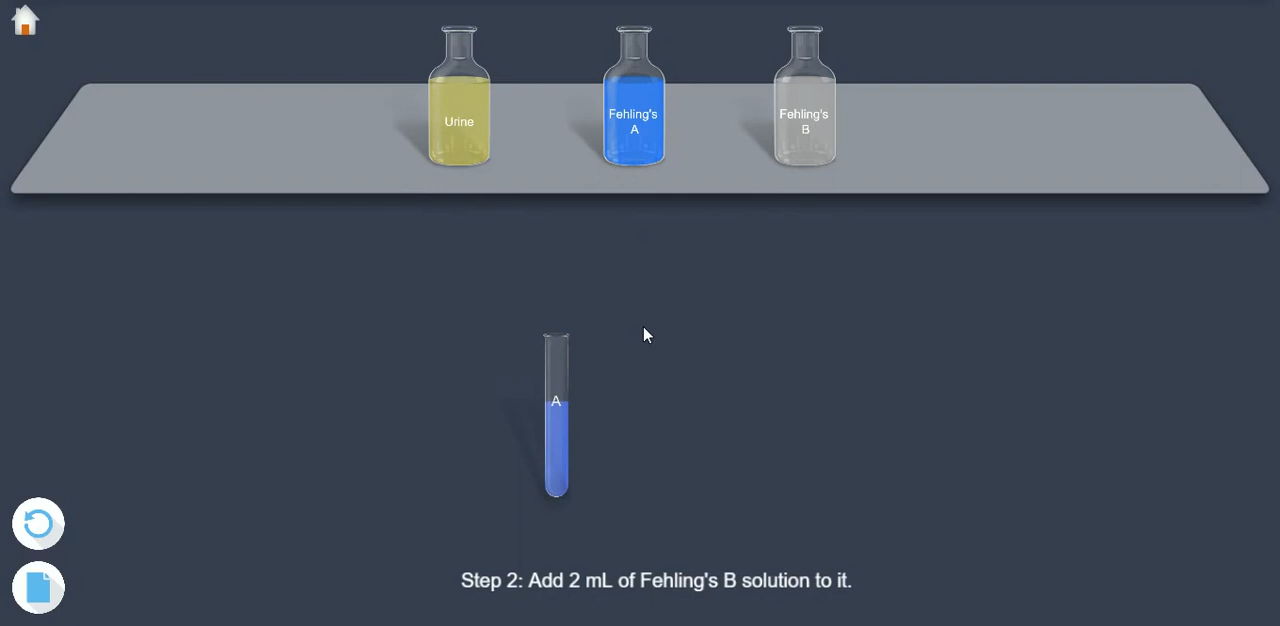 Urine
Fehling's
A
Fehling's
B
A
Step 2: Add 2 mL of Fehling's B solution to it.